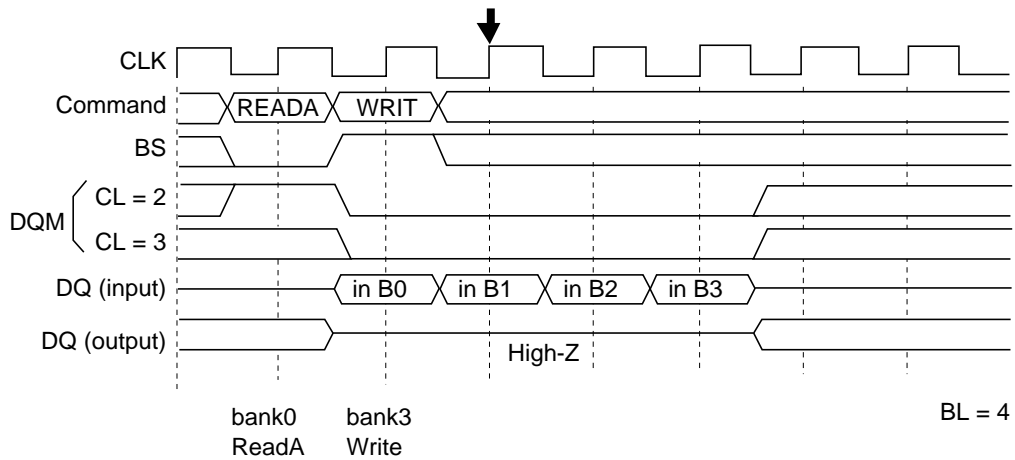 CLK
Command READA WRIT
BS
DQM CL = 2
CL = 3
DQ (input) in B0 in B1 in B2 in B3
DQ (output) High-Z
bank0 bank3 BL = 4
ReadA Write